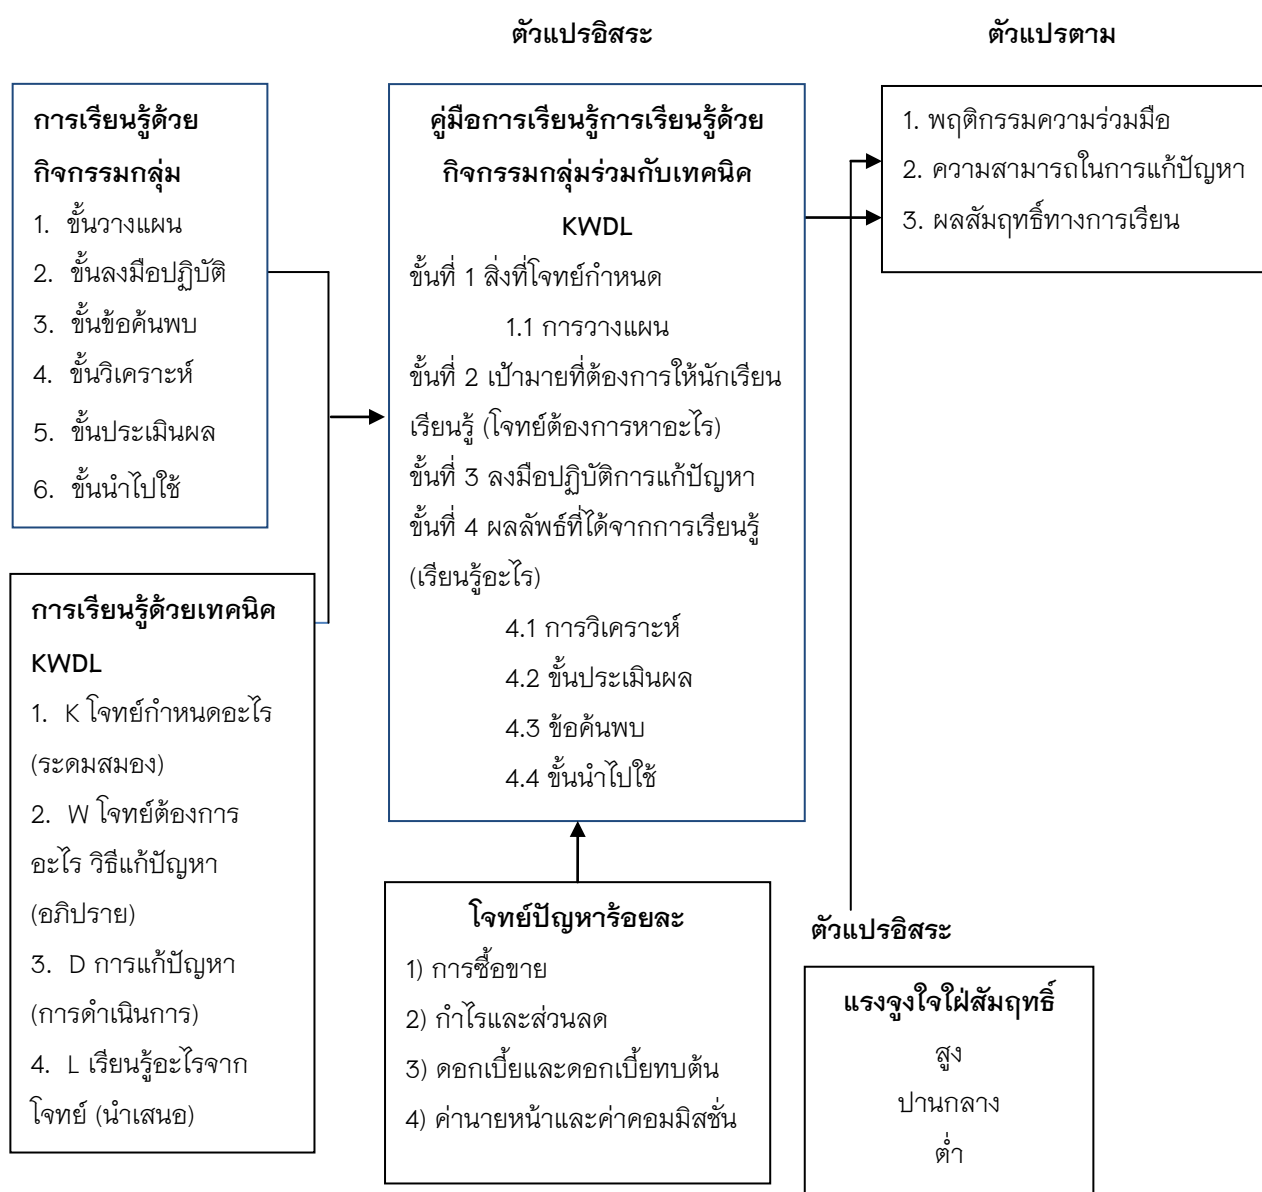 ตัวแปรอิสระ
ตัวแปรตาม
การเรียนรู้ด้วย
กิจกรรมกลุ่ม
1. ขั้นวางแผน
2. ขั้นลงมือปฏิบัติ
3. ขั้นข้อค้นพบ
4. ขั้นวิเคราะห์
5. ขั้นประเมินผล
6. ขั้นนำไปใช้
การเรียนรู้ด้วยเทคนิค
KWDL
1. K โจทย์กำหนดอะไร
(ระดมสมอง)
2. W โจทย์ต้องการ
อะไร วิธีแก้ปัญหา
(อภิปราย)
3. D การแก้ปัญหา
(การดำเนินการ)
4. L เรียนรู้อะไรจาก
โจทย์ (นำเสนอ)
คู่มือการเรียนรู้การเรียนรู้ด้วย
กิจกรรมกลุ่มร่วมกับเทคนิค
KWDL
ขั้นที่ 1 สิ่งที่โจทย์กำหนด
1.1 การวางแผน
ขั้นที่ 2 เป้ามายที่ต้องการให้นักเรียน
เรียนรู้ (โจทย์ต้องการหาอะไร)
ขั้นที่ 3 ลงมือปฏิบัติการแก้ปัญหา
ขั้นที่ 4 ผลลัพธ์ที่ได้จากการเรียนรู้
(เรียนรู้อะไร)
4.1 การวิเคราะห์
4.2 ขั้นประเมินผล
4.3 ข้อค้นพบ
4.4 ขั้นนำไปใช้
โจทย์ปัญหาร้อยละ
1) การซื้อขาย
2) กำไรและส่วนลด
3) ดอกเบี้ยและดอกเบี้ยทบต้น
4) ค่านายหน้าและค่าคอมมิสชั่น
1. พฤติกรรมความร่วมมือ
2. ความสามารถในการแก้ปัญหา
3. ผลสัมฤทธิ์ทางการเรียน
ตัวแปรอิสระ
แรงจูงใจใฝ่สัมฤทธิ์
สูง
ปานกลาง
ต่ำ